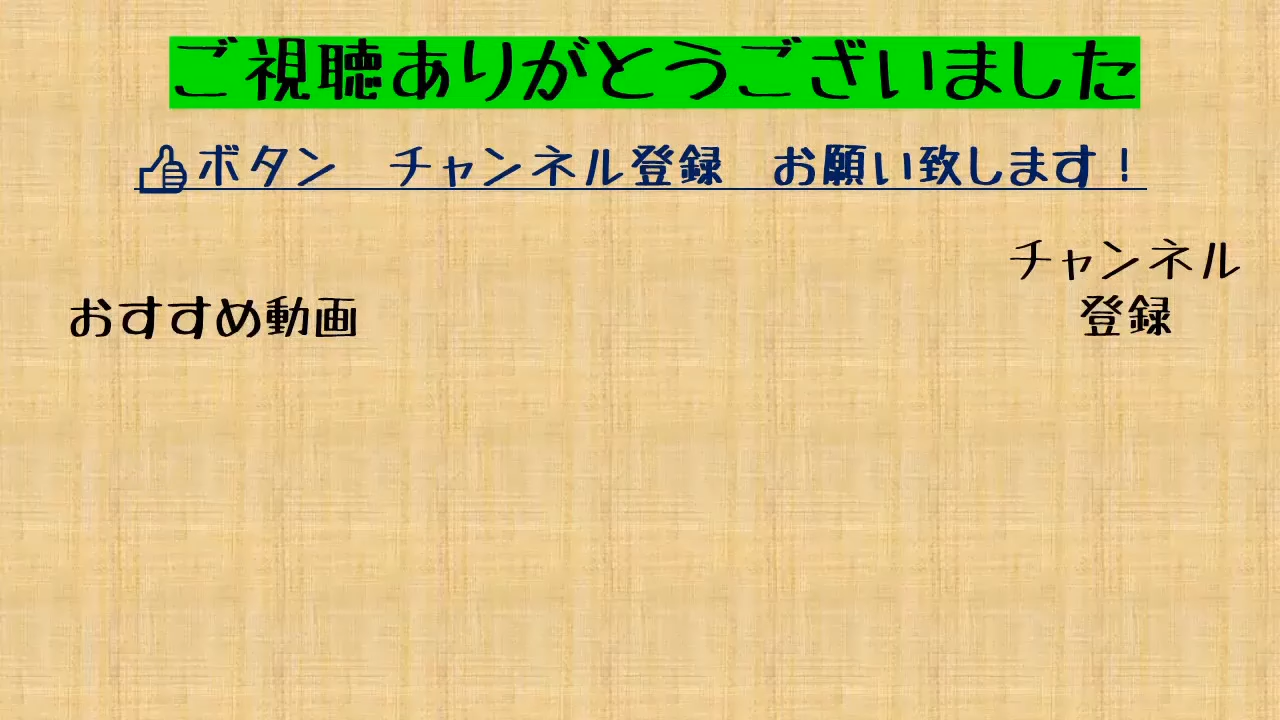 ご視聴ありがとうございました
👍ボタン　チャンネル登録　お願い致します！
チャンネル
登録
おすすめ動画